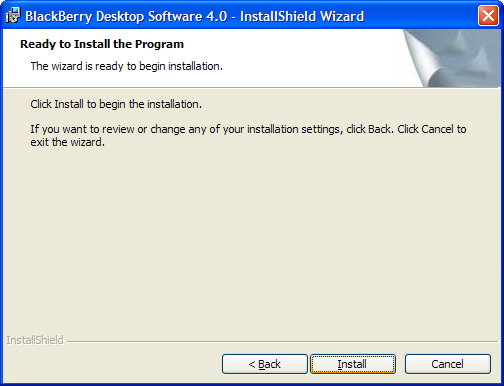 BlackBerry Desktop Software 4.0 - InstallShield Wizard
Ready to Install the Program
The wizard is ready to begin installation.
Click Install to begin the installation.
If you want to review or change any of your installation settings, click Back. Click Cancel to
exit the wizard.
InstallShield
< Back Install Cancel